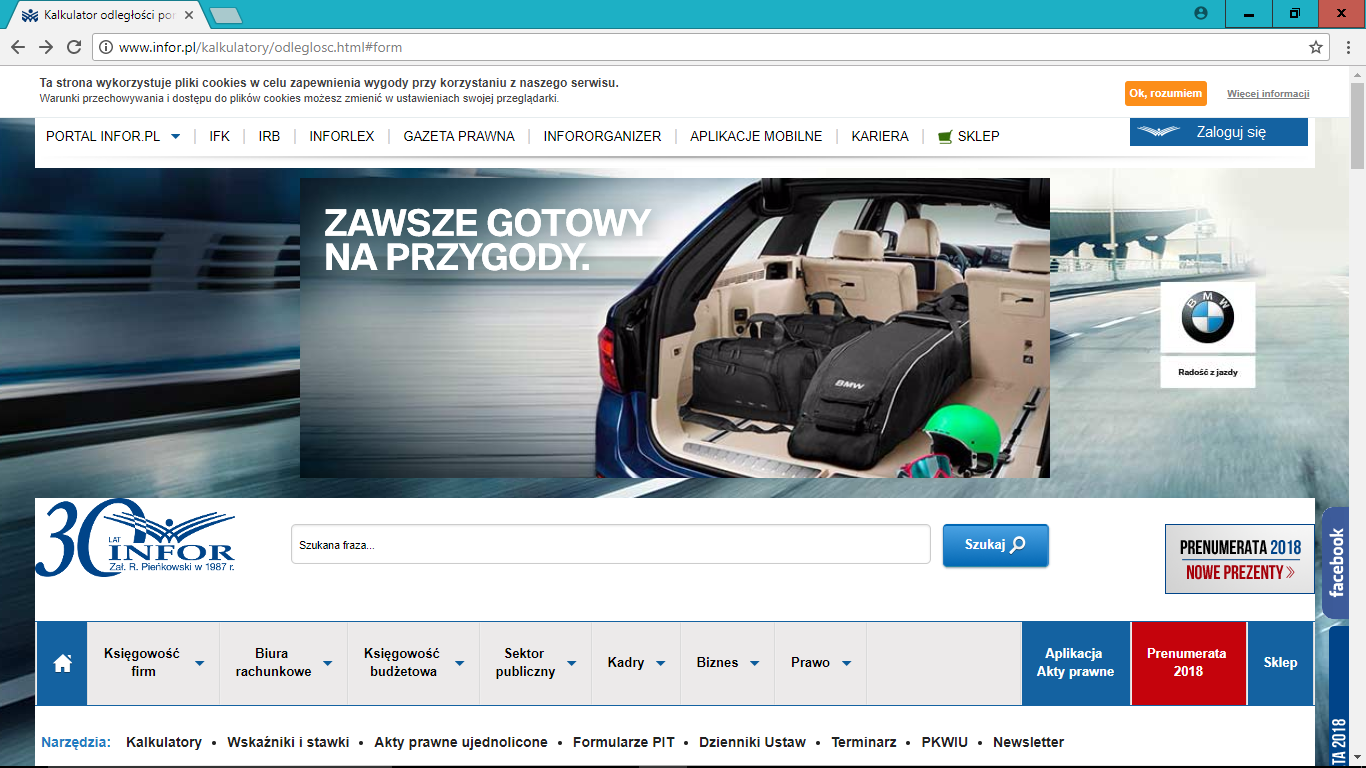 Kalkulator odległości por
www.infor.pl/kalkulatory/odleglosc.html#form
Ta strona wykorzystuje pliki cookies w celu zapewnienia wygody przy korzystaniu z naszego serwisu.
Warunki przechowywania i dostępu do plików cookies możesz zmienić w ustawieniach swojej przeglądarki.
Ok, rozumiem
Więcej informacji
PORTAL INFOR.PL
IFK
IRB
INFORLEX
GAZETA PRAWNA
INFORORGANIZER
APLIKACJE MOBILNE
KARIERA
SKLEP
Zaloguj się
ZAWSZE GOTOWY
NA PRZYGODY.
BMW
BMW
Radość z jazdy
30 LAT
INFOR
Zał. R. Pieńkowski w 1987 r.
Szukana fraza...
Szukaj
PRENUMERATA 2018
NOWE PREZENTY »
facebook
Księgowość
firm
Biura
rachunkowe
Księgowość
budżetowa
Sektor
publiczny
Kadry
Biznes
Prawo
Aplikacja
Akty prawne
Prenumerata
2018
Sklep
Narzędzia: Kalkulatory • Wskaźniki i stawki • Akty prawne ujednolicone • Formularze PIT • Dzienniki Ustaw • Terminarz • PKWIU • Newsletter
TA 2018